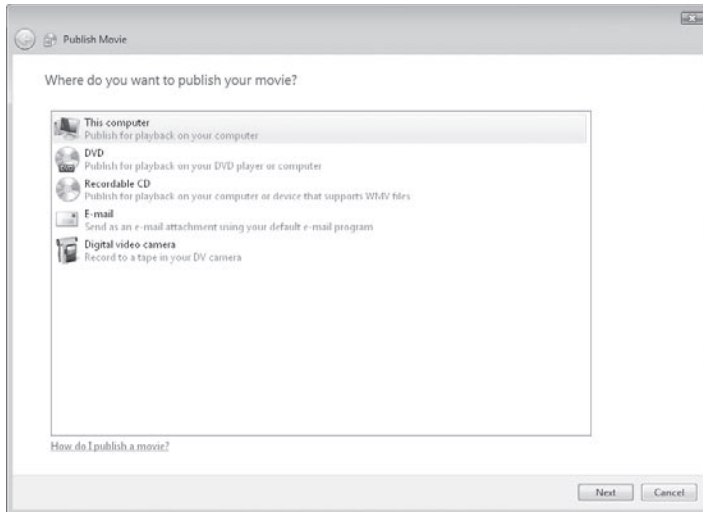 Publish Movie
Where do you want to publish your movie?
This computer
Publish for playback on your computer
DVD
Publish for playback on your DVD player or computer
Recordable CD
Publish for playback on your computer or device that supports WMV files
E-mail
Send as an e-mail attachment using your default e-mail program
Digital video camera
Record to a tape in your DV camera
How do I publish a movie?
Next Cancel